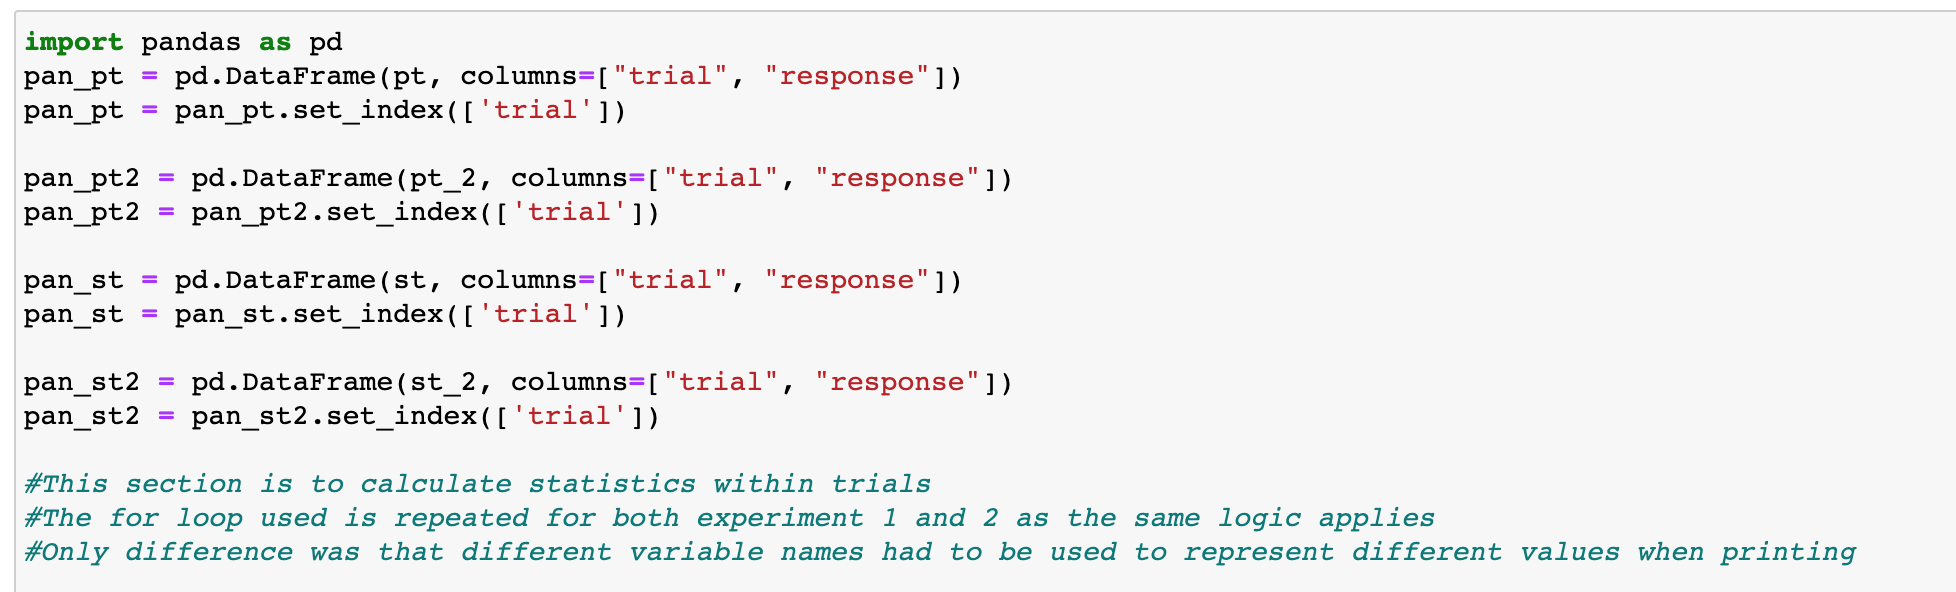 import pandas as pd
pan_pt = pd.DataFrame(pt, columns=["trial", "response"])
pan_pt = pan_pt.set_index(['trial'])
pan_pt2 = pd.DataFrame(pt_2, columns=["trial", "response"])
pan_pt2 = pan_pt2.set_index(['trial'])
pan_st = pd.DataFrame(st, columns=["trial", "response"])
pan_st = pan_st.set_index(['trial'])
pan_st2 = pd.DataFrame(st_2, columns=["trial", "response"])
pan_st2 = pan_st2.set_index(['trial'])
#This section is to calculate statistics within trials
#The for loop used is repeated for both experiment 1 and 2 as the same logic applies
#Only difference was that different variable names had to be used to represent different values when printing